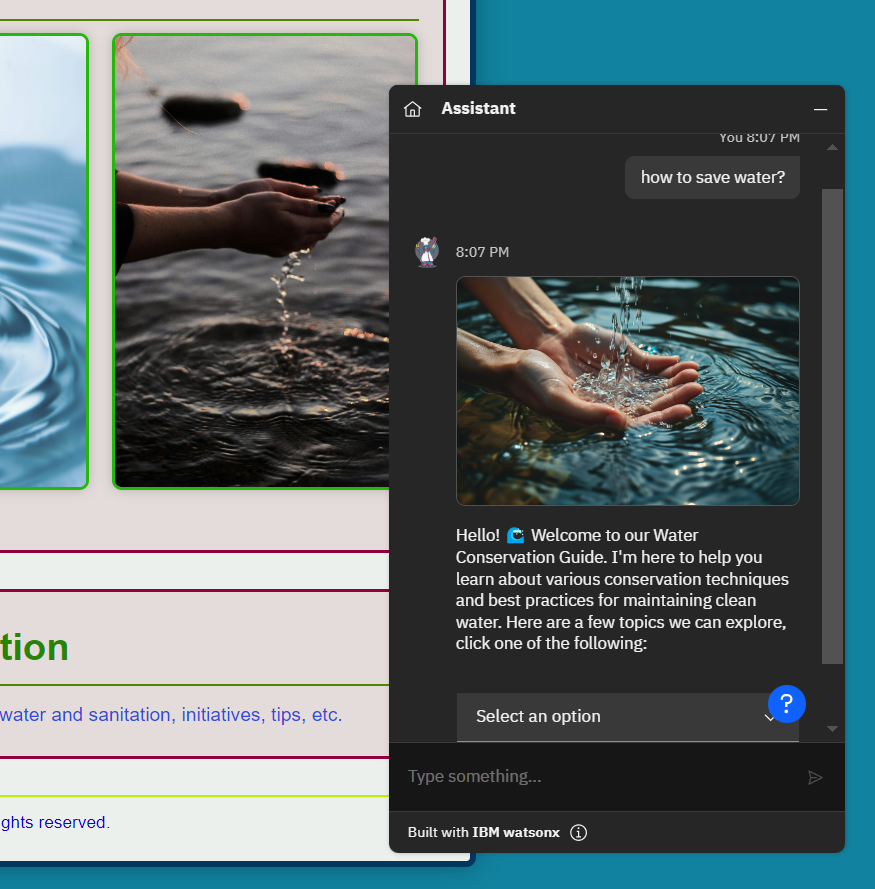 Assistant
You 8:07 PM
how to save water?
8:07 PM
Hello! 🌊 Welcome to our Water
Conservation Guide. I'm here to help you
learn about various conservation techniques
and best practices for maintaining clean
water. Here are a few topics we can explore,
click one of the following:
Select an option
?
Type something...
Built with IBM watsonx
tion
water and sanitation, initiatives, tips, etc.
ghts reserved.